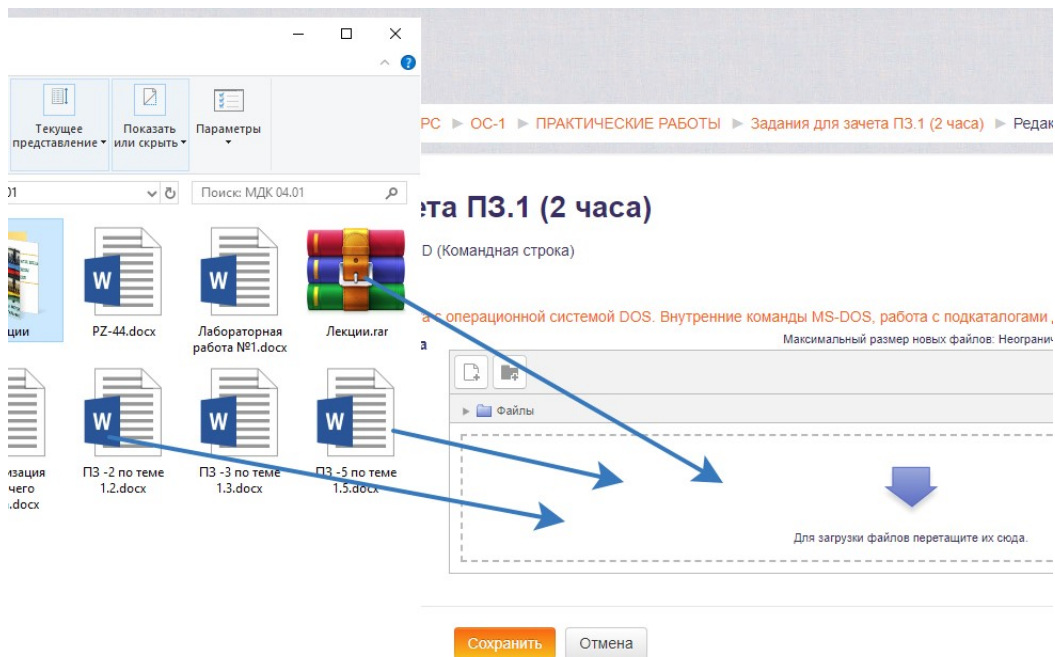 Текущее
представление
Показать
или скрыть
Параметры
01
Поиск: МДК 04.01
ции
PZ-44.docx
Лабораторная
работа №1.docx
Лекции.rar
изация
чего
.docx
ПЗ -2 по теме
1.2.docx
ПЗ -3 по теме
1.3.docx
ПЗ -5 по теме
1.5.docx
РС ► ОС-1 ► ПРАКТИЧЕСКИЕ РАБОТЫ ► Задания для зачета ПЗ.1 (2 часа) ► Редак
ета ПЗ.1 (2 часа)
D (Командная строка)
а с операционной системой DOS. Внутренние команды MS-DOS, работа с подкаталогами
а
Максимальный размер новых файлов: Неогранич
Файлы
Для загрузки файлов перетащите их сюда.
Сохранить
Отмена